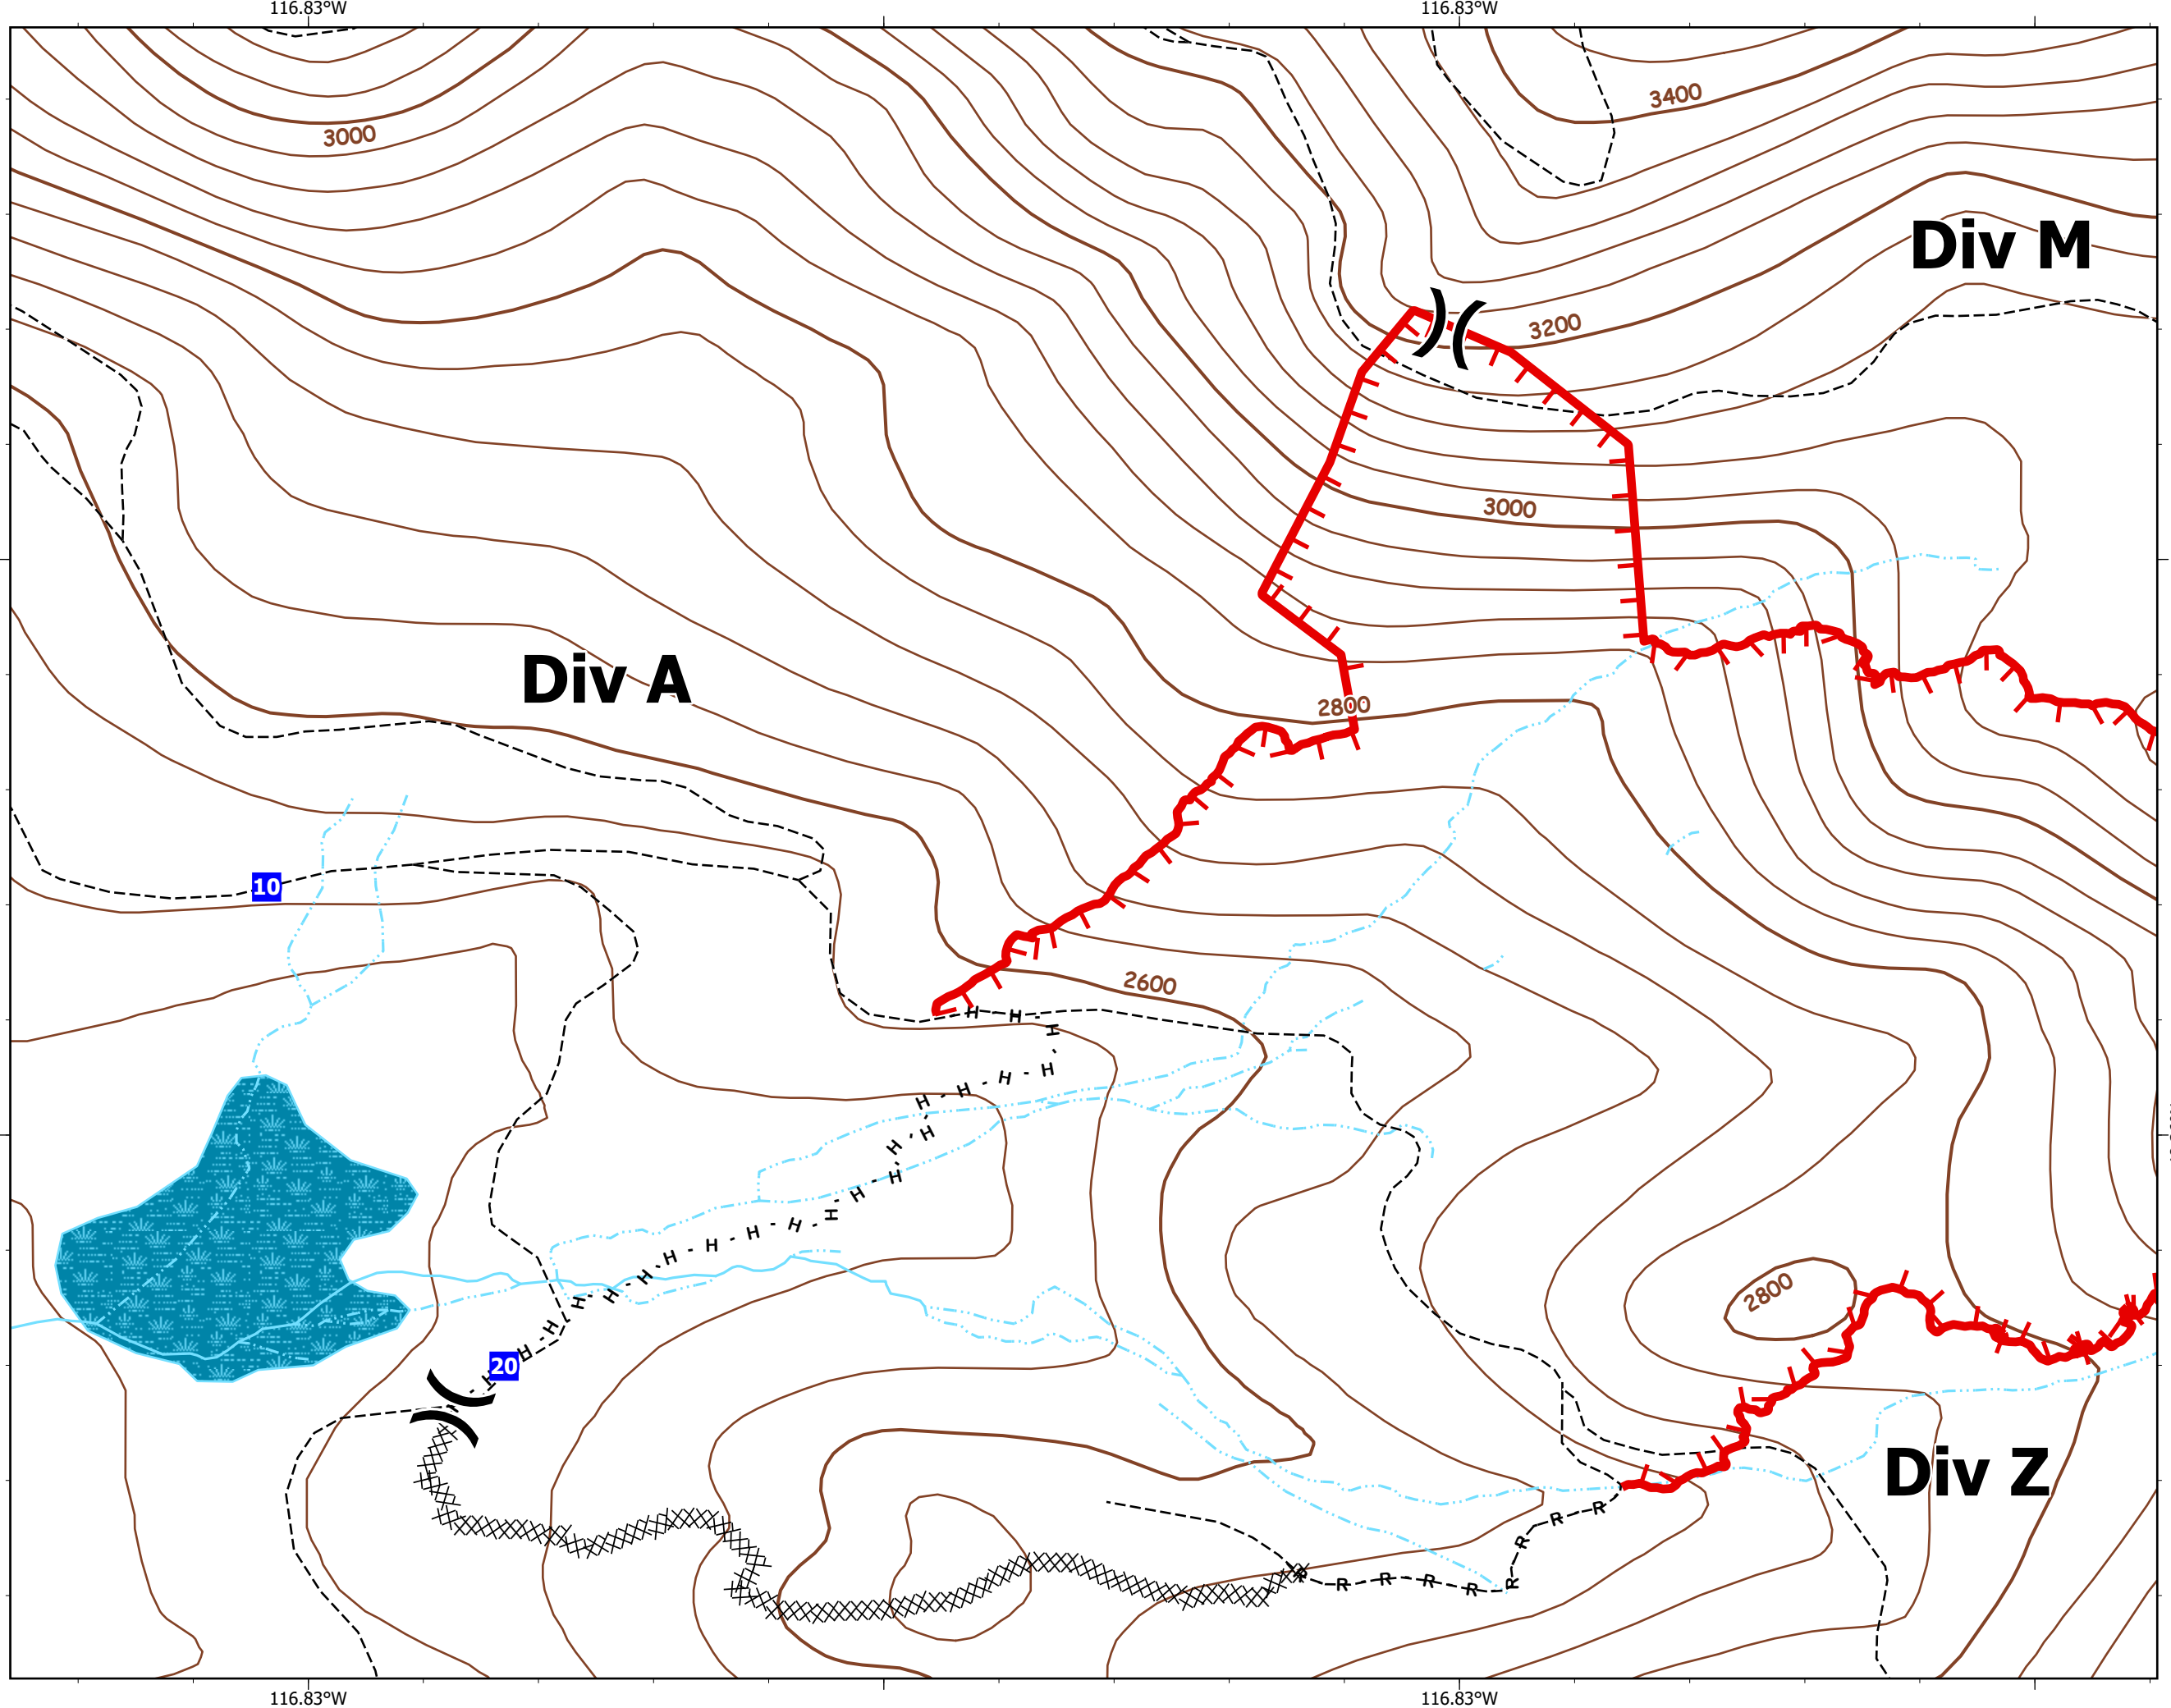 116.83°W
116.83°W
3400
3000
Div M
3200
3000
Div A
2800
10
2600
H H H H H H H H H H H H H H H H H H H H H H H H
2800
20
Div Z
R R R R R R R R R
116.83°W
116.83°W